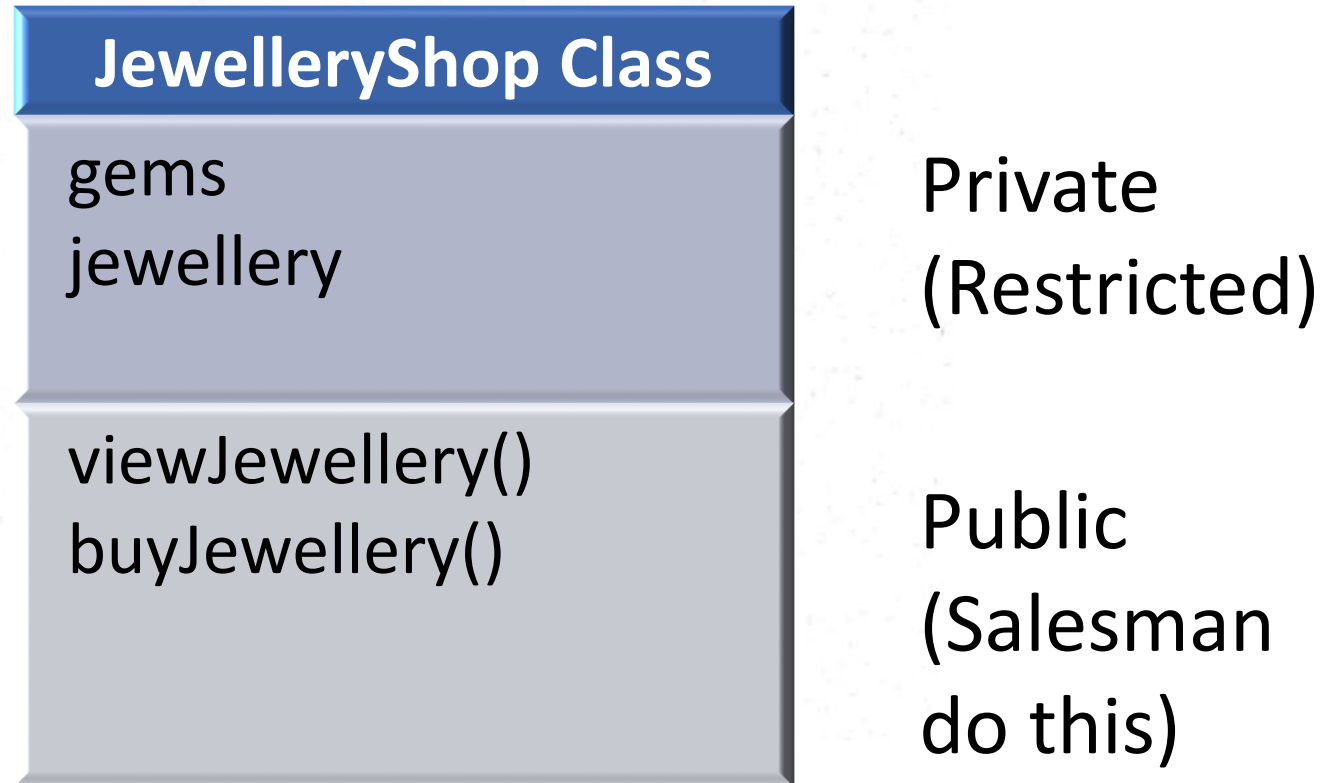 JewelleryShop Class
gems
jewellery
Private
(Restricted)
viewJewellery()
buyJewellery()
Public
(Salesman
do this)